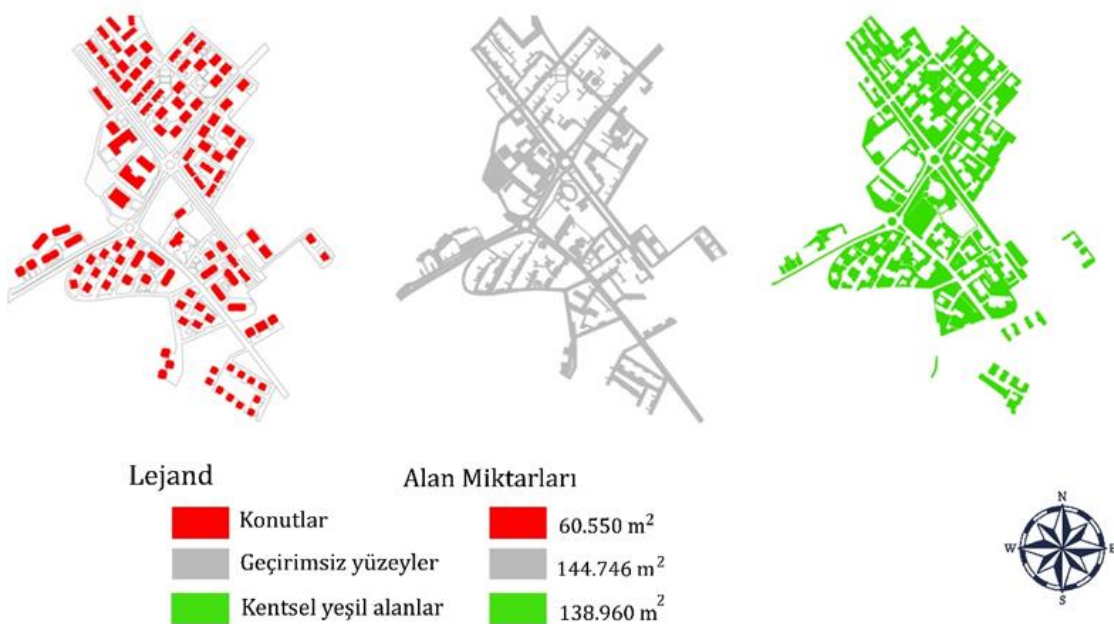 Lejand Alan Miktarları
Konutlar 60.550 m²
Geçirimsiz yüzeyler 144.746 m²
Kentsel yeşil alanlar 138.960 m²
N
W E
S